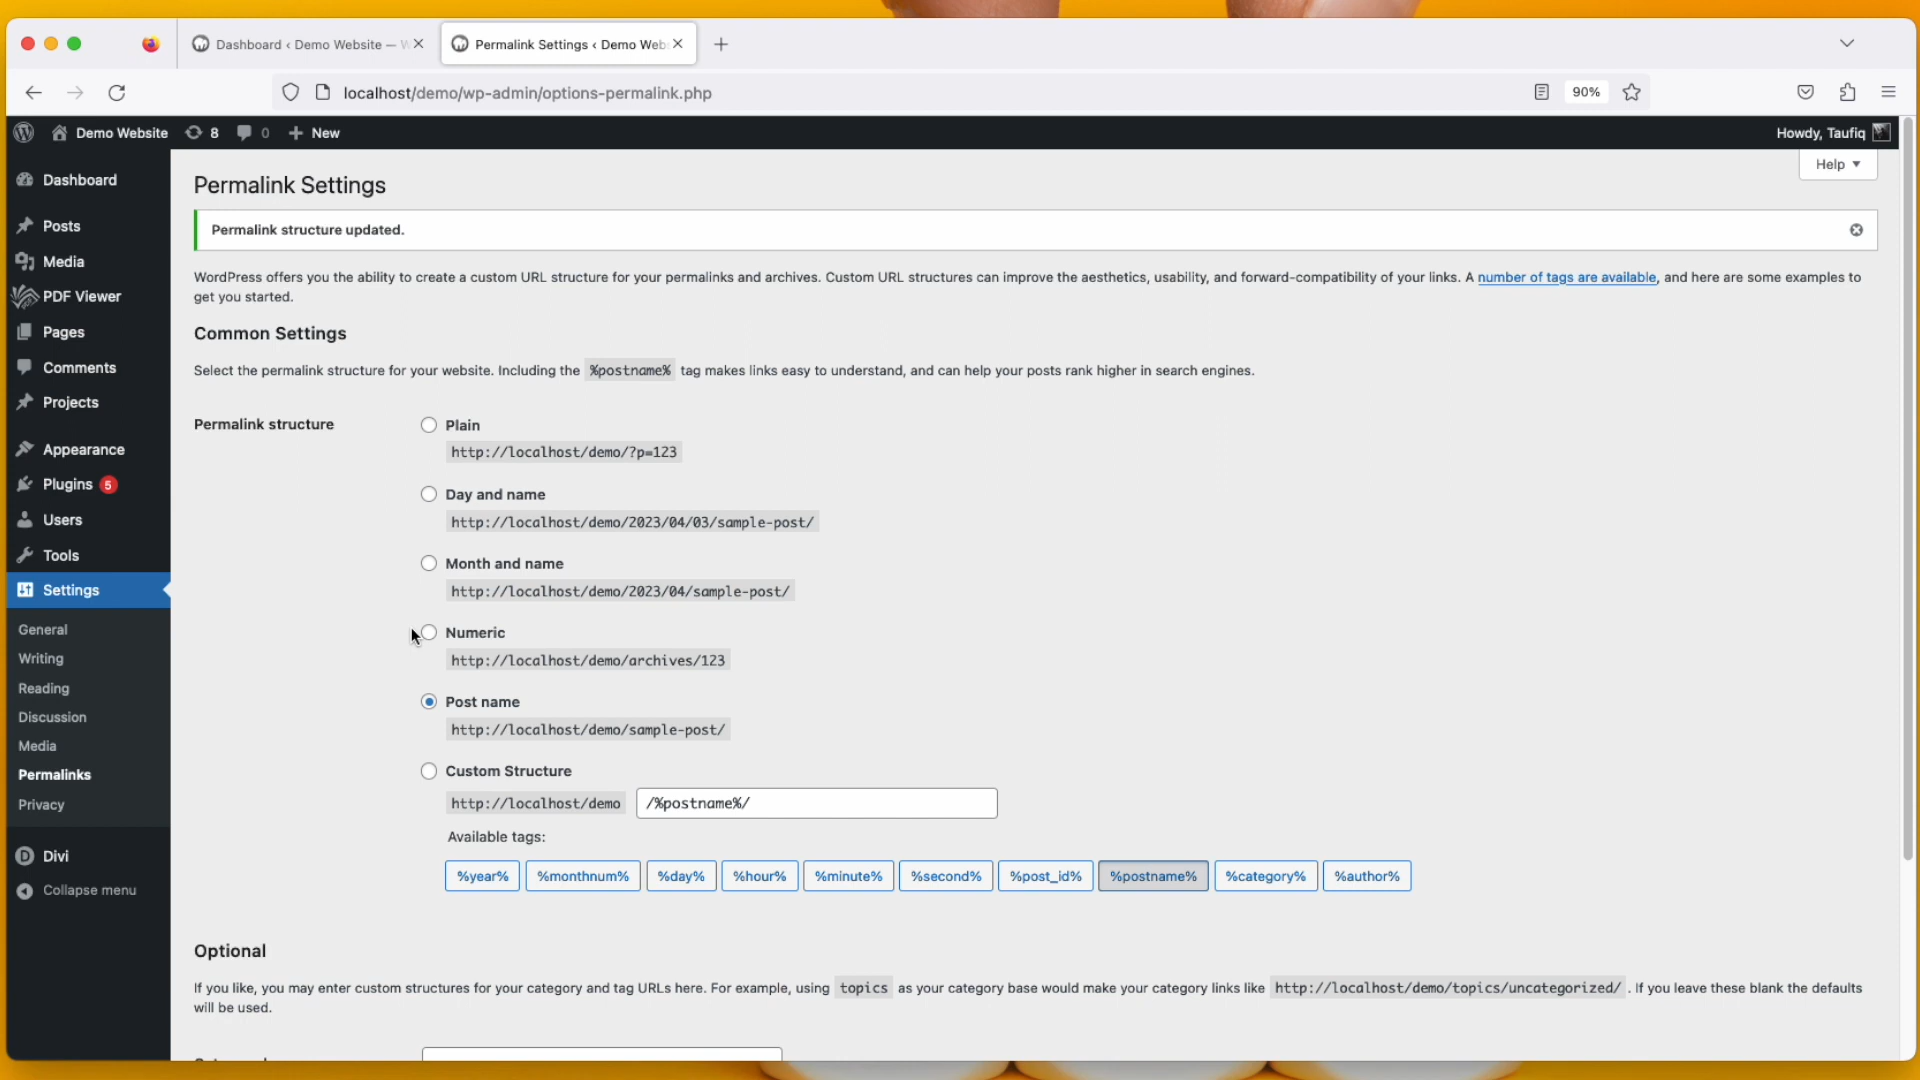 Dashboard ‹ Demo Website — W
Permalink Settings ‹ Demo Web
localhost/demo/wp-admin/options-permalink.php
90%
Demo Website
8
0
New
Howdy, Taufiq
Help
Dashboard
Posts
Media
PDF Viewer
Pages
Comments
Projects
Appearance
Plugins 5
Users
Tools
Settings
General
Writing
Reading
Discussion
Media
Permalinks
Privacy
Divi
Collapse menu
Permalink Settings
Permalink structure updated.
WordPress offers you the ability to create a custom URL structure for your permalinks and archives. Custom URL structures can improve the aesthetics, usability, and forward-compatibility of your links. A number of tags are available, and here are some examples to
get you started.
Common Settings
Select the permalink structure for your website. Including the %postname% tag makes links easy to understand, and can help your posts rank higher in search engines.
Permalink structure
Plain
http://localhost/demo/?p=123
Day and name
http://localhost/demo/2023/04/03/sample-post/
Month and name
http://localhost/demo/2023/04/sample-post/
Numeric
http://localhost/demo/archives/123
Post name
http://localhost/demo/sample-post/
Custom Structure
http://localhost/demo /%postname%/
Available tags:
%year% %monthnum% %day% %hour% %minute% %second% %post_id% %postname% %category% %author%
Optional
If you like, you may enter custom structures for your category and tag URLs here. For example, using topics as your category base would make your category links like http://localhost/demo/topics/uncategorized/ . If you leave these blank the defaults
will be used.